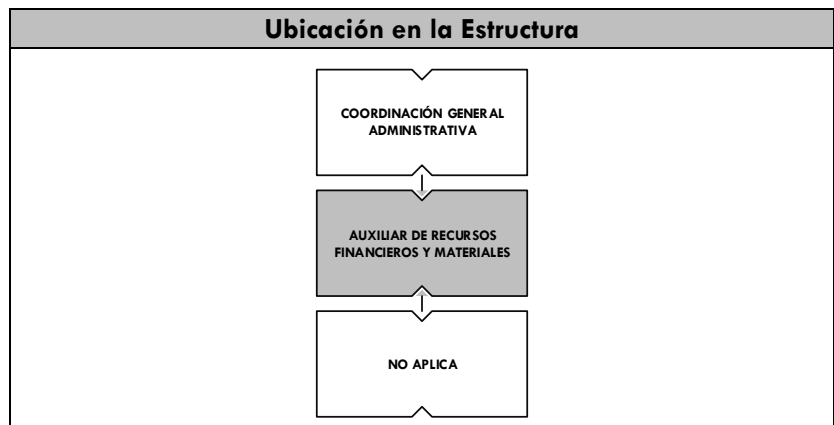 Ubicación en la Estructura
COORDINACIÓN GENERAL
ADMINISTRATIVA
AUXILIAR DE RECURSOS
FINANCIEROS Y MATERIALES
NO APLICA